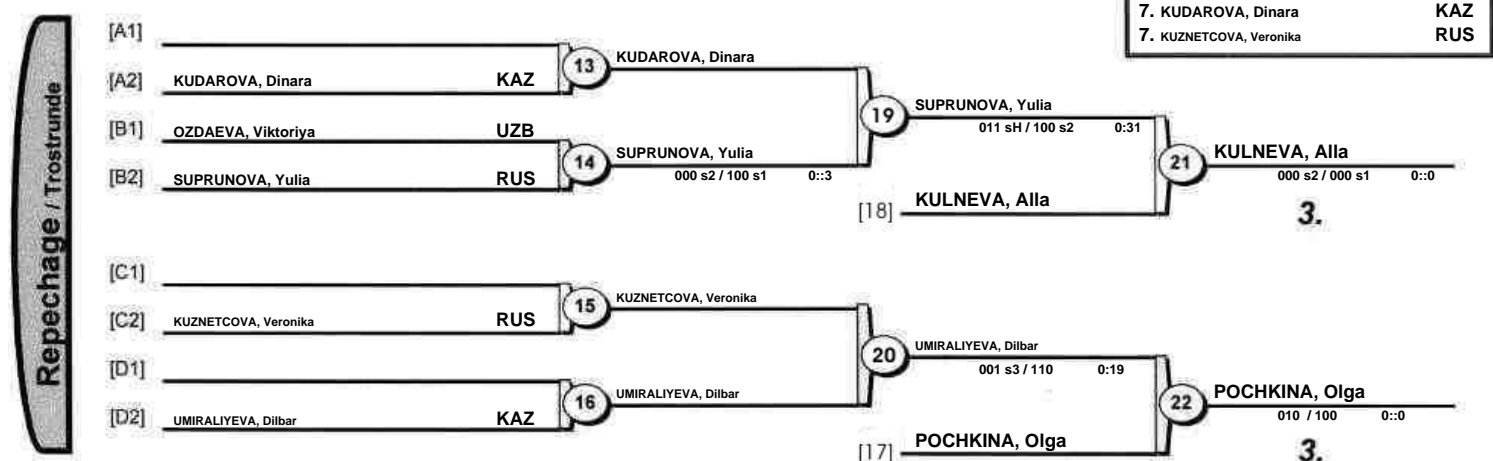 7. KUDAROVA, Dinara KAZ
7. KUZNETCOVA, Veronika RUS
Repechage / Trostrunde
[A1]
13
KUDAROVA, Dinara
[A2] KUDAROVA, Dinara KAZ
19
SUPRUNOVA, Yulia
011 sH / 100 s2 0:31
[B1] OZDAEVA, Viktoriya UZB
14
SUPRUNOVA, Yulia
000 s2 / 100 s1 0::3
[B2] SUPRUNOVA, Yulia RUS
21
KULNEVA, Alla
000 s2 / 000 s1 0::0
[18] KULNEVA, Alla
3.
[C1]
15
KUZNETCOVA, Veronika
[C2] KUZNETCOVA, Veronika RUS
20
UMIRALIYEVA, Dilbar
001 s3 / 110 0:19
[D1]
16
UMIRALIYEVA, Dilbar
[D2] UMIRALIYEVA, Dilbar KAZ
22
POCHKINA, Olga
010 / 100 0::0
[17] POCHKINA, Olga
3.